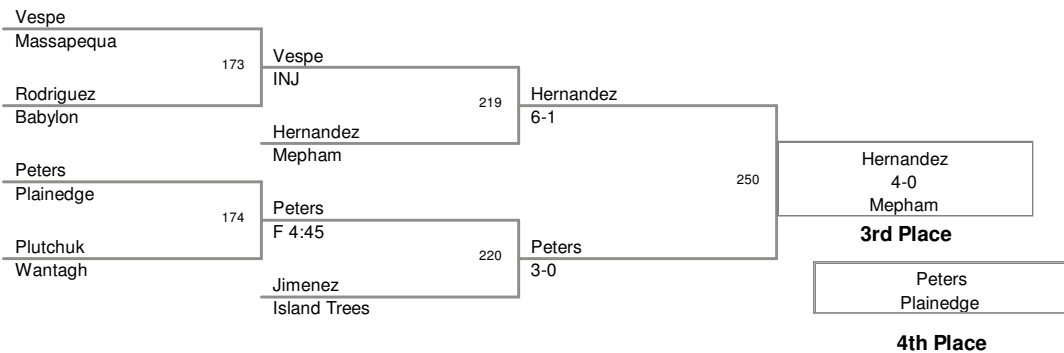 Vespe
Massapequa
173
Rodriguez
Babylon
Vespe
INJ
219
Hernandez
Mepham
Hernandez
6-1
Peters
Plainedge
174
Plutchuk
Wantagh
Peters
F 4:45
220
Jimenez
Island Trees
Peters
3-0
250
Hernandez
4-0
Mepham
3rd Place
Peters
Plainedge
4th Place